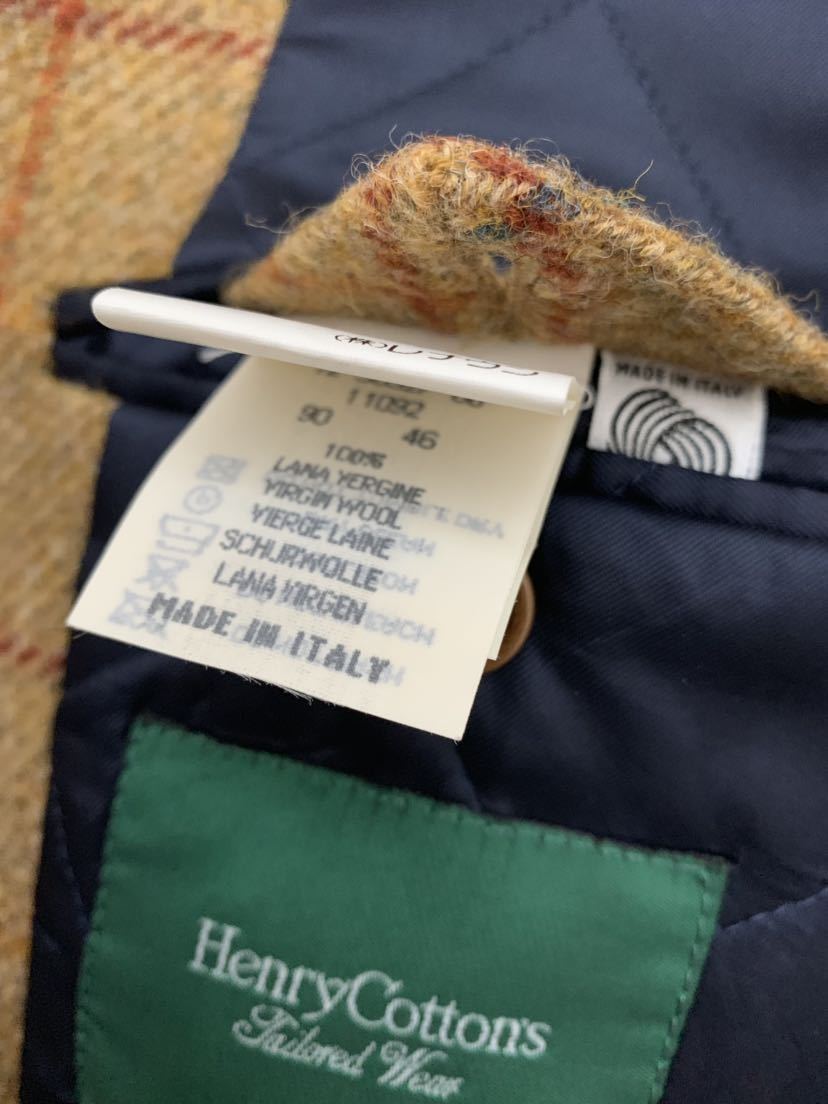 11092
90 46
100%
LANA VERGINE
VIRGIN WOOL
VIERGE LAINE
SCHURWOLLE
LANA VIRGEN
MADE IN ITALY
MADE IN ITALY
HenryCotton's
Tailored Wear